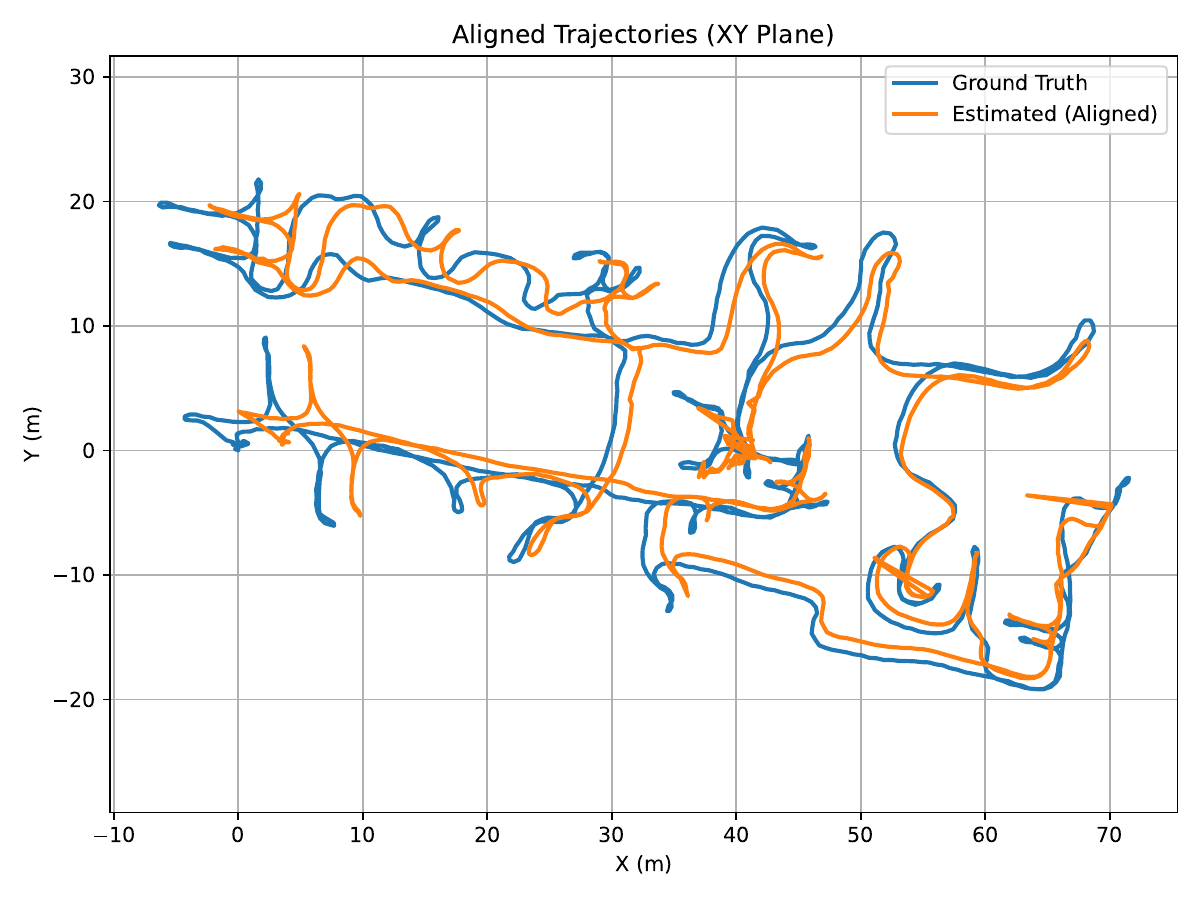 Aligned Trajectories (XY Plane)
Ground Truth
Estimated (Aligned)
30
20
10
0
−10
−20
Y (m)
−10 0 10 20 30 40 50 60 70
X (m)